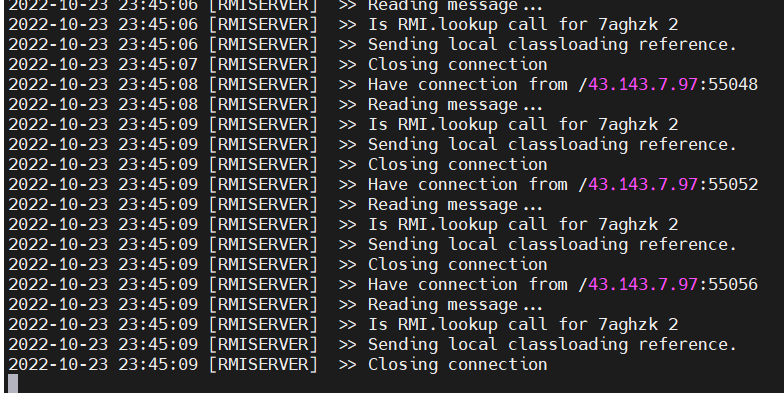 2022-10-23 23:45:06 [RMISERVER]  >> Reading message...
2022-10-23 23:45:06 [RMISERVER]  >> Is RMI.lookup call for 7aghzk 2
2022-10-23 23:45:06 [RMISERVER]  >> Sending local classloading reference.
2022-10-23 23:45:07 [RMISERVER]  >> Closing connection
2022-10-23 23:45:08 [RMISERVER]  >> Have connection from /43.143.7.97:55048
2022-10-23 23:45:08 [RMISERVER]  >> Reading message...
2022-10-23 23:45:09 [RMISERVER]  >> Is RMI.lookup call for 7aghzk 2
2022-10-23 23:45:09 [RMISERVER]  >> Sending local classloading reference.
2022-10-23 23:45:09 [RMISERVER]  >> Closing connection
2022-10-23 23:45:09 [RMISERVER]  >> Have connection from /43.143.7.97:55052
2022-10-23 23:45:09 [RMISERVER]  >> Reading message...
2022-10-23 23:45:09 [RMISERVER]  >> Is RMI.lookup call for 7aghzk 2
2022-10-23 23:45:09 [RMISERVER]  >> Sending local classloading reference.
2022-10-23 23:45:09 [RMISERVER]  >> Closing connection
2022-10-23 23:45:09 [RMISERVER]  >> Have connection from /43.143.7.97:55056
2022-10-23 23:45:09 [RMISERVER]  >> Reading message...
2022-10-23 23:45:09 [RMISERVER]  >> Is RMI.lookup call for 7aghzk 2
2022-10-23 23:45:09 [RMISERVER]  >> Sending local classloading reference.
2022-10-23 23:45:09 [RMISERVER]  >> Closing connection